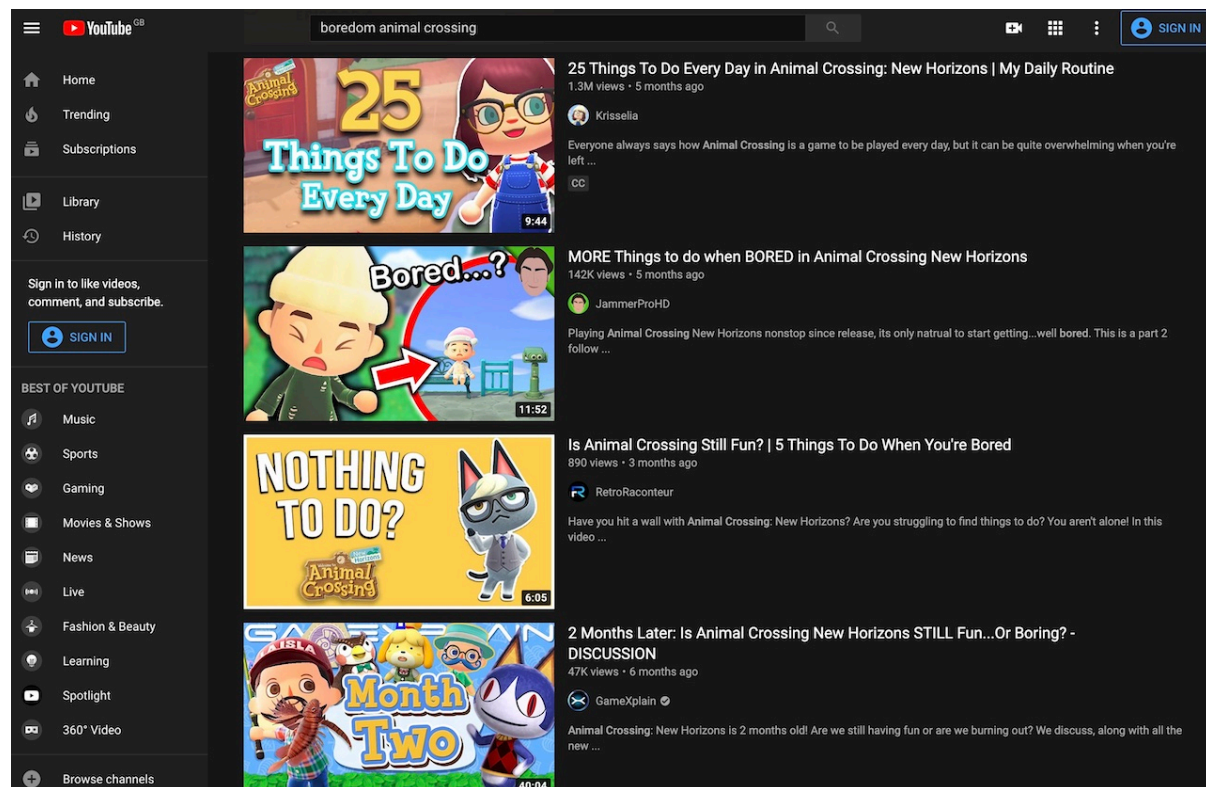 YouTube GB
boredom animal crossing
SIGN IN
Home
Trending
Subscriptions
Library
History
Sign in to like videos,
comment, and subscribe.
SIGN IN
BEST OF YOUTUBE
Music
Sports
Gaming
Movies & Shows
News
Live
Fashion & Beauty
Learning
Spotlight
360° Video
Browse channels
Animal
Crossing
25
Things To Do
Every Day
9:44
25 Things To Do Every Day in Animal Crossing: New Horizons | My Daily Routine
1.3M views • 5 months ago
Krisselia
Everyone always says how Animal Crossing is a game to be played every day, but it can be quite overwhelming when you're
left ...
CC
Bored...?
11:52
MORE Things to do when BORED in Animal Crossing New Horizons
142K views • 5 months ago
JammerProHD
Playing Animal Crossing New Horizons nonstop since release, its only natrual to start getting...well bored. This is a part 2
follow ...
NOTHING
TO DO?
New
Horizons
Animal
Crossing
6:05
Is Animal Crossing Still Fun? | 5 Things To Do When You're Bored
890 views • 3 months ago
RetroRaconteur
Have you hit a wall with Animal Crossing: New Horizons? Are you struggling to find things to do? You aren't alone! In this
video ...
GAMEXPLAIN
LA ISLA
Month
Two
40:04
2 Months Later: Is Animal Crossing New Horizons STILL Fun...Or Boring? -
DISCUSSION
47K views • 6 months ago
GameXplain
Animal Crossing: New Horizons is 2 months old! Are we still having fun or are we burning out? We discuss, along with all the
new ...